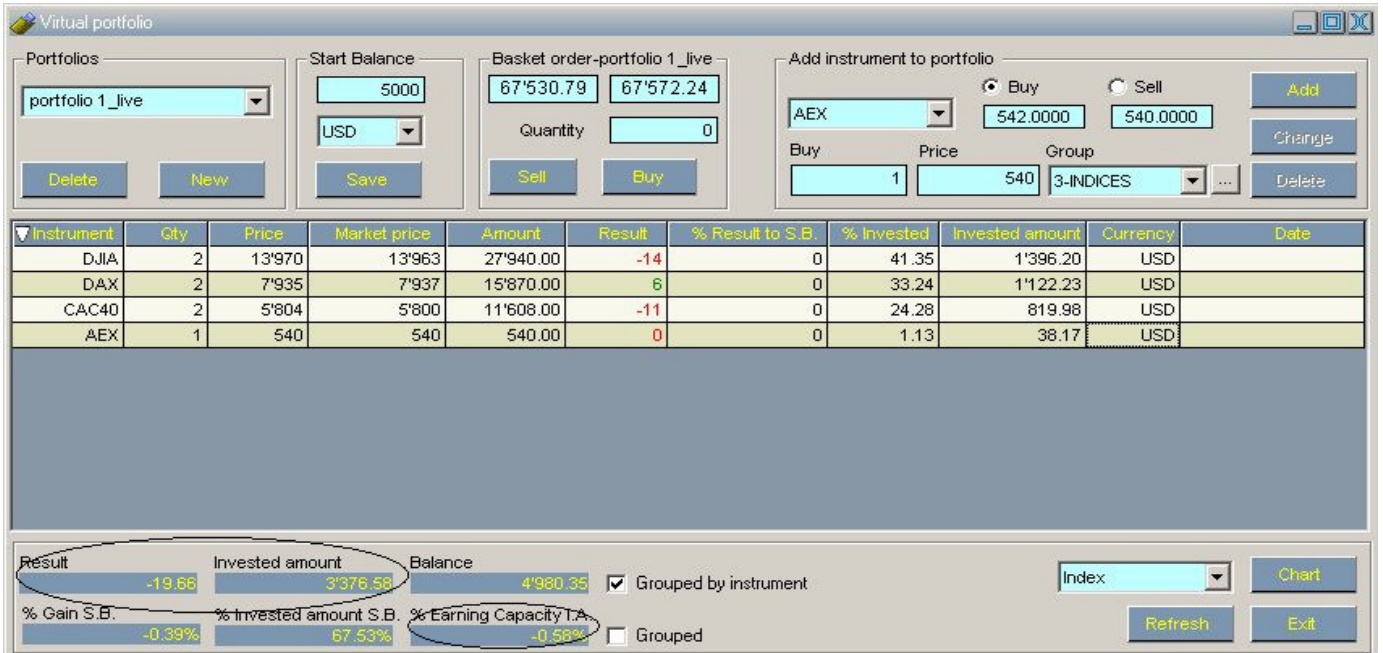 Virtual portfolio
Portfolios Start Balance Basket order-portfolio 1_live Add instrument to portfolio
portfolio 1_live 5000 67'530.79 67'572.24 Buy Sell Add
AEX 542.0000 540.0000
USD Quantity 0 Change
Buy Price Group
Delete New Save Sell Buy 1 540 3-INDICES ... Delete
Instrument Qty Price Market price Amount Result % Result to S.B. % Invested Invested amount Currency Date
DJIA 2 13'970 13'963 27'940.00 -14 0 41.35 1'396.20 USD
DAX 2 7'935 7'937 15'870.00 6 0 33.24 1'122.23 USD
CAC40 2 5'804 5'800 11'608.00 -11 0 24.28 819.98 USD
AEX 1 540 540 540.00 0 0 1.13 38.17 USD
Result Invested amount Balance
-19.66 3'376.58 4'980.35 Grouped by instrument Index Chart
% Gain S.B. % Invested amount S.B. % Earning Capacity I.A.
-0.39% 67.53% -0.58% Grouped Refresh Exit